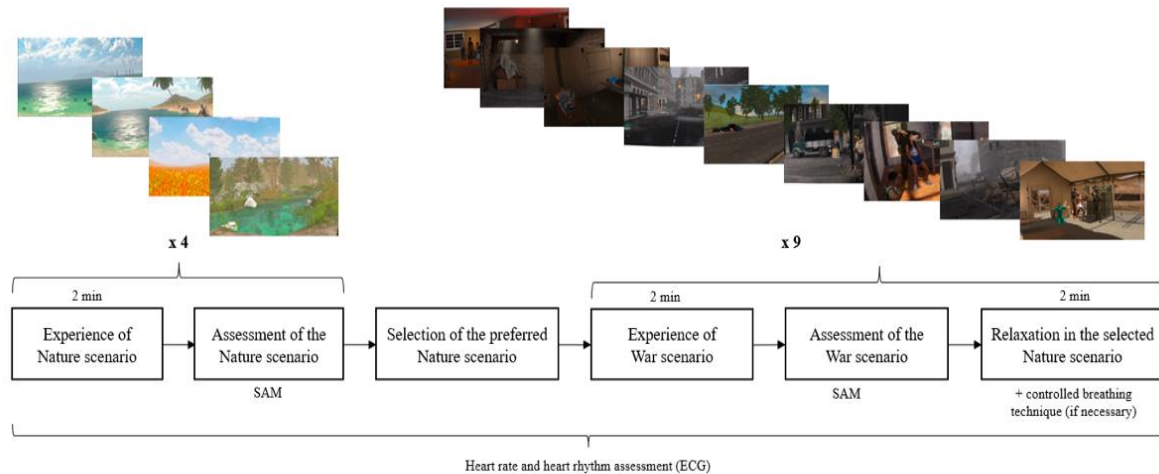 x 4
x 9
2 min
2 min
2 min
Experience of
Nature scenario
Assessment of the
Nature scenario
Selection of the preferred
Nature scenario
Experience of
War scenario
Assessment of the
War scenario
Relaxation in the selected
Nature scenario
SAM
SAM
+ controlled breathing
technique (if necessary)
Heart rate and heart rhythm assessment (ECG)